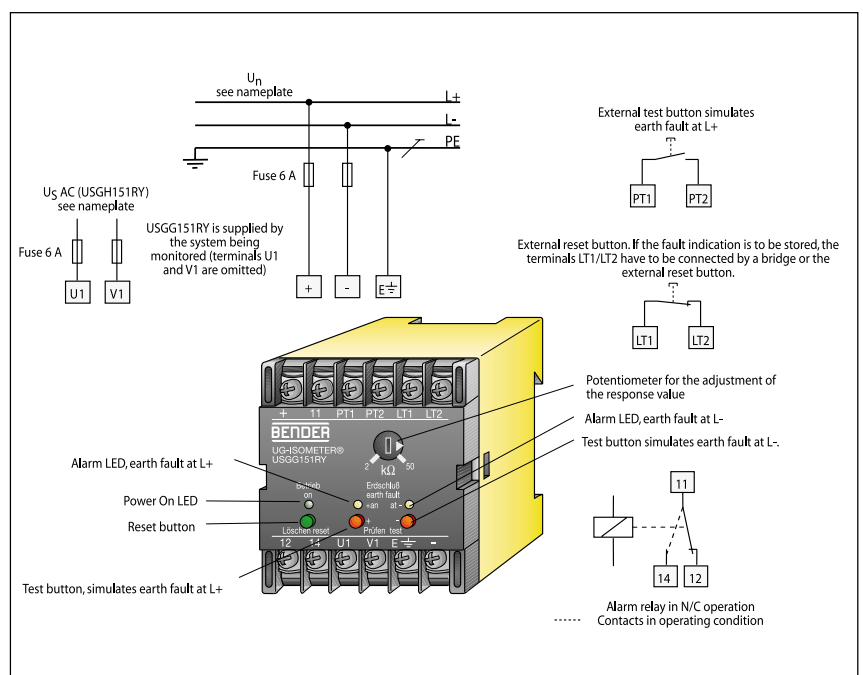 Un
see nameplate
L+
L-
PE
Fuse 6 A
US AC (USGH151RY)
see nameplate
Fuse 6 A
U1
V1
USGG151RY is supplied by
the system being
monitored (terminals U1
and V1 are omitted)
+
-
E
External test button simulates
earth fault at L+
PT1
PT2
External reset button. If the fault indication is to be stored, the
terminals LT1/LT2 have to be connected by a bridge or the
external reset button.
LT1
LT2
+ 11 PT1 PT2 LT1 LT2
BENDER
UG-ISOMETER®
USGG151RY
2 50
kΩ
Betrieb
on
Erdschluß
earth fault
+an at -
+
-
Löschen reset
Prüfen test
12 14 U1 V1 E -
Potentiometer for the adjustment of
the response value
Alarm LED, earth fault at L-
Test button simulates earth fault at L-.
Alarm LED, earth fault at L+
Power On LED
Reset button
Test button, simulates earth fault at L+
11
14
12
Alarm relay in N/C operation
Contacts in operating condition